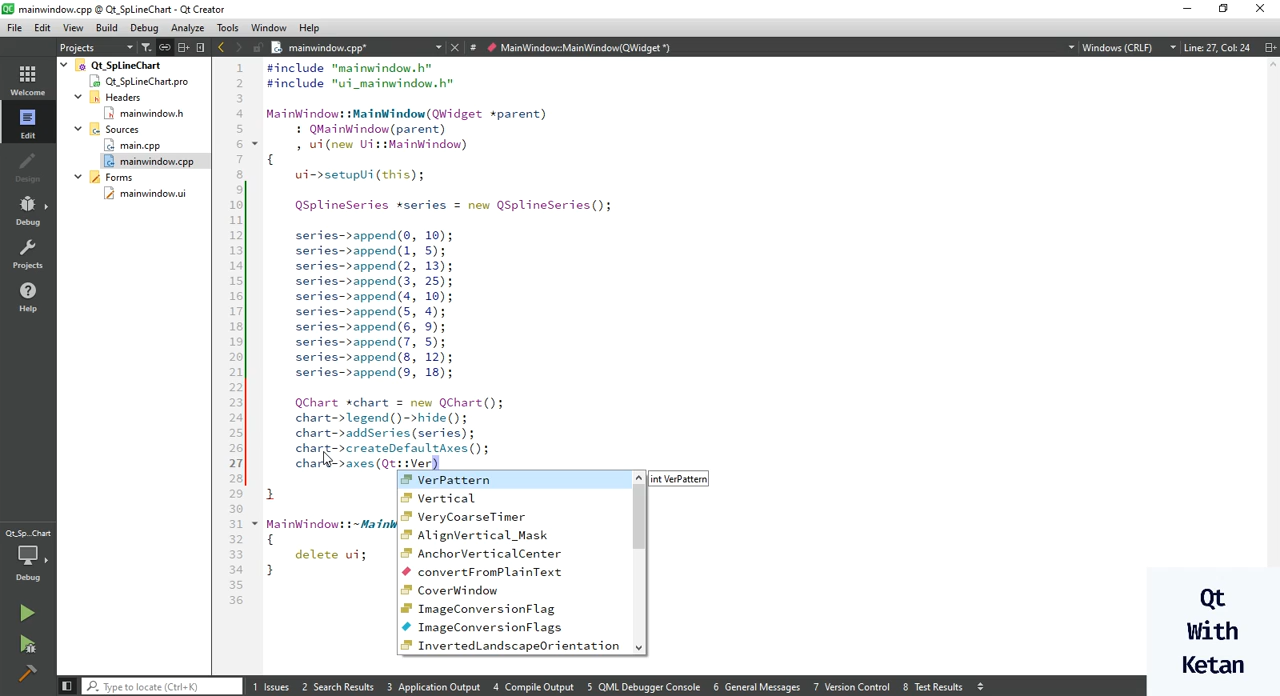 mainwindow.cpp @ Qt_SpLineChart - Qt Creator
File Edit View Build Debug Analyze Tools Window Help
Projects mainwindow.cpp* # MainWindow::MainWindow(QWidget *) Windows (CRLF) Line: 27, Col: 24
Welcome
Edit
Design
Debug
Projects
Help
Qt_Sp...Chart
Debug
Qt_SpLineChart
Qt_SpLineChart.pro
Headers
mainwindow.h
Sources
main.cpp
mainwindow.cpp
Forms
mainwindow.ui
1 #include "mainwindow.h"
2 #include "ui_mainwindow.h"
3
4 MainWindow::MainWindow(QWidget *parent)
5 : QMainWindow(parent)
6 , ui(new Ui::MainWindow)
7 {
8 ui->setupUi(this);
9
10 QSplineSeries *series = new QSplineSeries();
11
12 series->append(0, 10);
13 series->append(1, 5);
14 series->append(2, 13);
15 series->append(3, 25);
16 series->append(4, 10);
17 series->append(5, 4);
18 series->append(6, 9);
19 series->append(7, 5);
20 series->append(8, 12);
21 series->append(9, 18);
22
23 QChart *chart = new QChart();
24 chart->legend()->hide();
25 chart->addSeries(series);
26 chart->createDefaultAxes();
27 chart->axes(Qt::Ver)
28
29 }
30
31 MainWindow::~MainW
32 {
33 delete ui;
34 }
35
36
VerPattern int VerPattern
Vertical
VeryCoarseTimer
AlignVertical_Mask
AnchorVerticalCenter
convertFromPlainText
CoverWindow
ImageConversionFlag
ImageConversionFlags
InvertedLandscapeOrientation
Qt
With
Ketan
Type to locate (Ctrl+K) 1 Issues 2 Search Results 3 Application Output 4 Compile Output 5 QML Debugger Console 6 General Messages 7 Version Control 8 Test Results